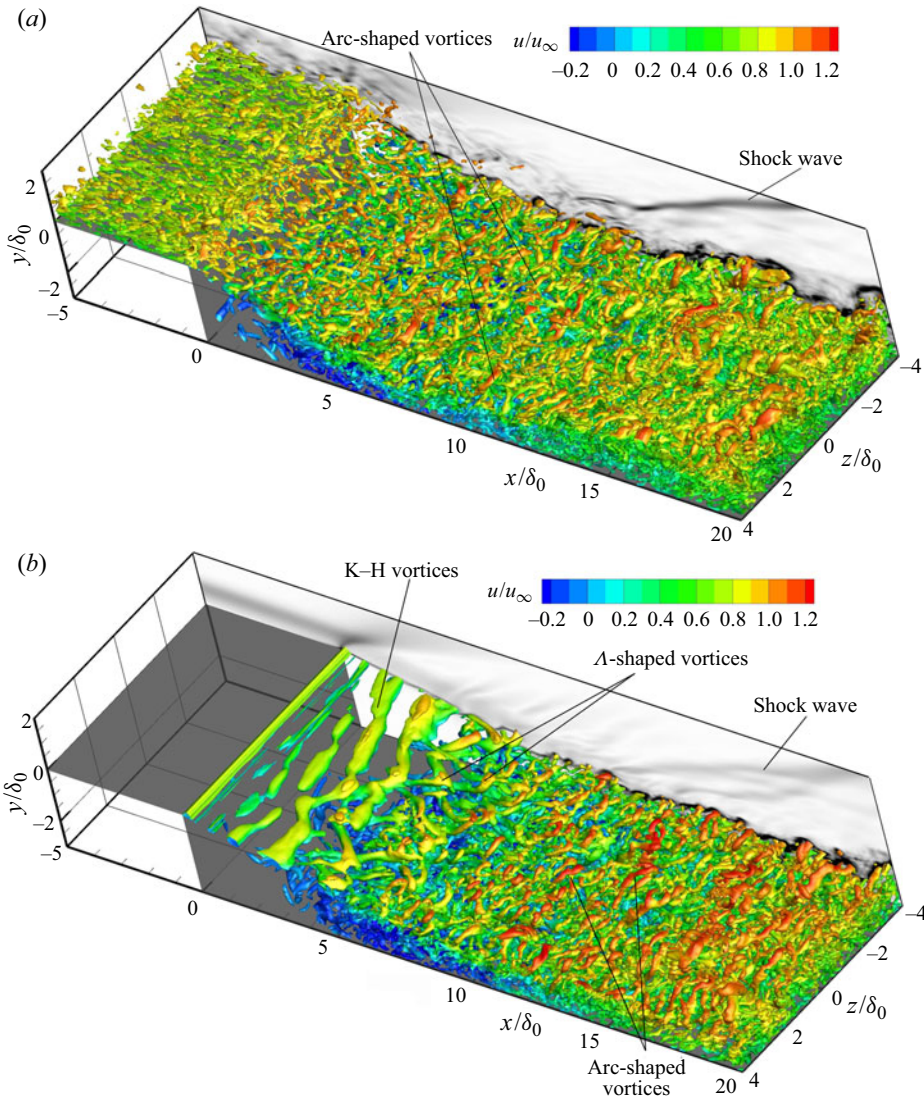 (a)
Arc-shaped vortices
u/u∞
–0.2 0 0.2 0.4 0.6 0.8 1.0 1.2
Shock wave
2
0
–2
–5
y/δ0
0
5
10
15
20
x/δ0
–4
–2
0
2
4
z/δ0
(b)
K–H vortices
u/u∞
–0.2 0 0.2 0.4 0.6 0.8 1.0 1.2
Λ-shaped vortices
Shock wave
2
0
–2
–5
y/δ0
0
5
10
15
20
x/δ0
–4
–2
0
2
4
z/δ0
Arc-shaped
vortices